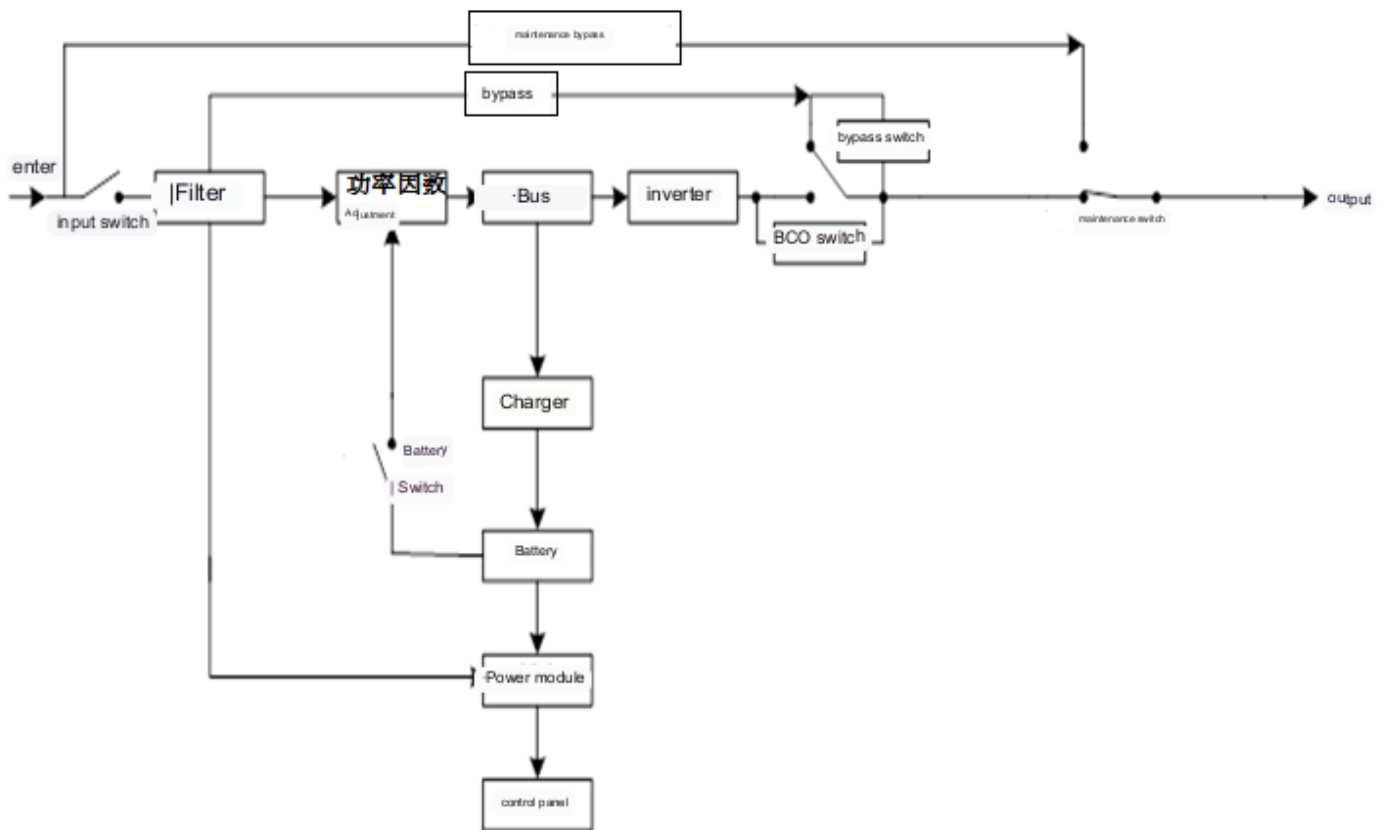 maintenance bypass
bypass
bypass switch
enter
|Filter
功率因数
Adjustment
·Bus
inverter
output
input switch
maintenance switch
BCO switch
Charger
Battery
| Switch
Battery
-Power module
control panel